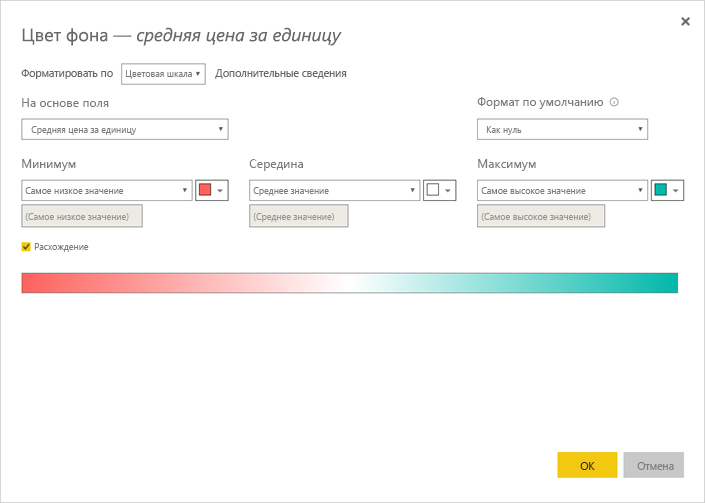 Цвет фона — средняя цена за единицу
Форматировать по Цветовая шкала Дополнительные сведения
На основе поля Формат по умолчанию
Средняя цена за единицу Как нуль
Минимум Середина Максимум
Самое низкое значение Среднее значение Самое высокое значение
(Самое низкое значение) (Среднее значение) (Самое высокое значение)
Расхождение
ОК Отмена